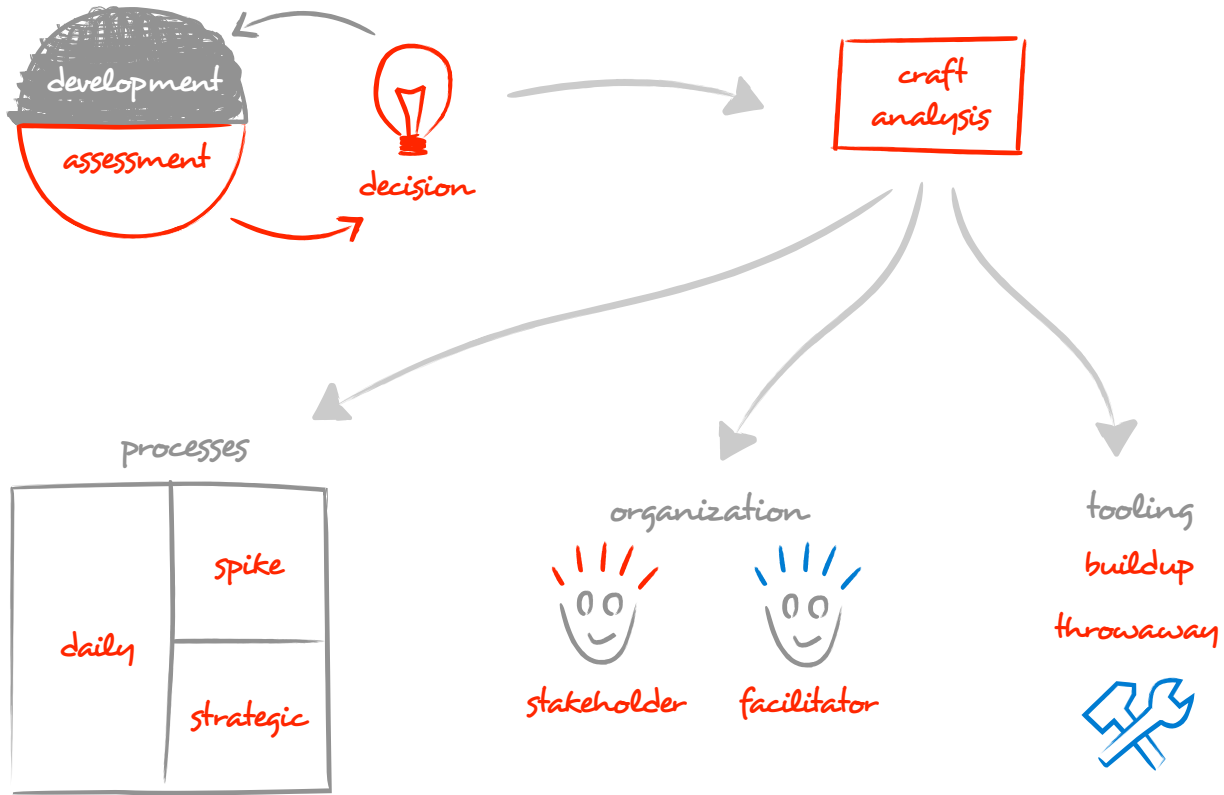 development
assessment
decision
craft
analysis
processes
daily
spike
strategic
organization
stakeholder
facilitator
tooling
buildup
throwaway